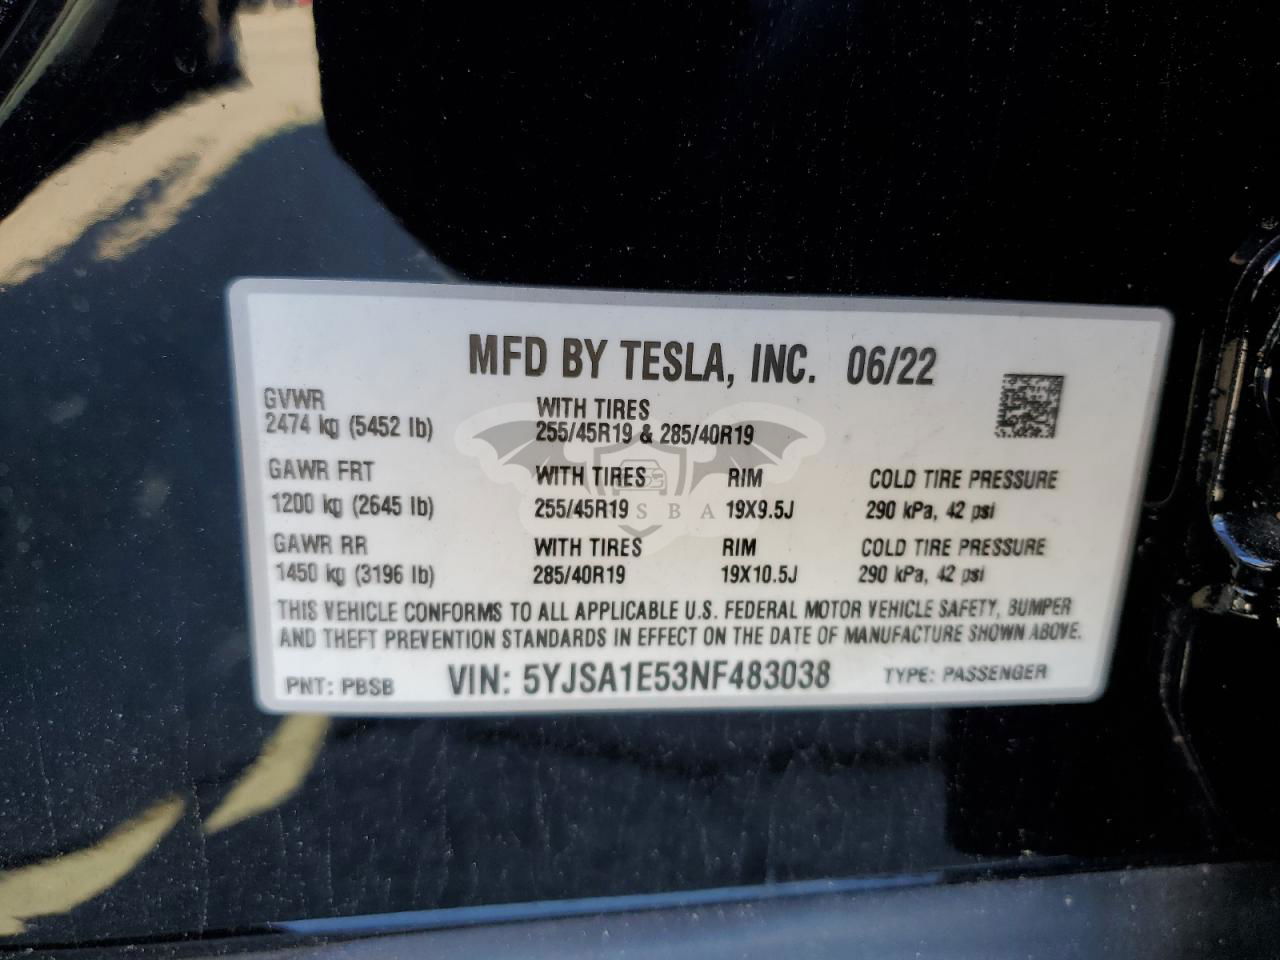 MFD BY TESLA, INC. 06/22
GVWR
2474 kg (5452 lb)
WITH TIRES
255/45R19 & 285/40R19
GAWR FRT WITH TIRES RIM COLD TIRE PRESSURE
1200 kg (2645 lb) 255/45R19 19X9.5J 290 kPa, 42 psi
GAWR RR WITH TIRES RIM COLD TIRE PRESSURE
1450 kg (3196 lb) 285/40R19 19X10.5J 290 kPa, 42 psi
THIS VEHICLE CONFORMS TO ALL APPLICABLE U.S. FEDERAL MOTOR VEHICLE SAFETY, BUMPER
AND THEFT PREVENTION STANDARDS IN EFFECT ON THE DATE OF MANUFACTURE SHOWN ABOVE.
PNT: PBSB VIN: 5YJSA1E53NF483038 TYPE: PASSENGER